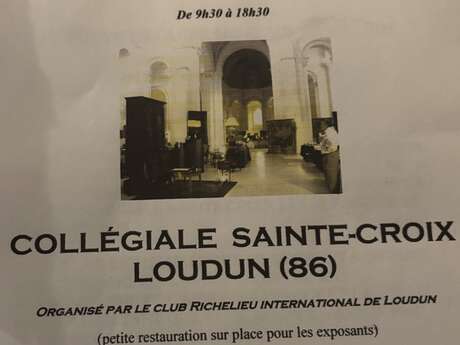 De 9h30 à 18h30
COLLÉGIALE SAINTE-CROIX
LOUDUN (86)
ORGANISÉ PAR LE CLUB RICHELIEU INTERNATIONAL DE LOUDUN
(petite restauration sur place pour les exposants)